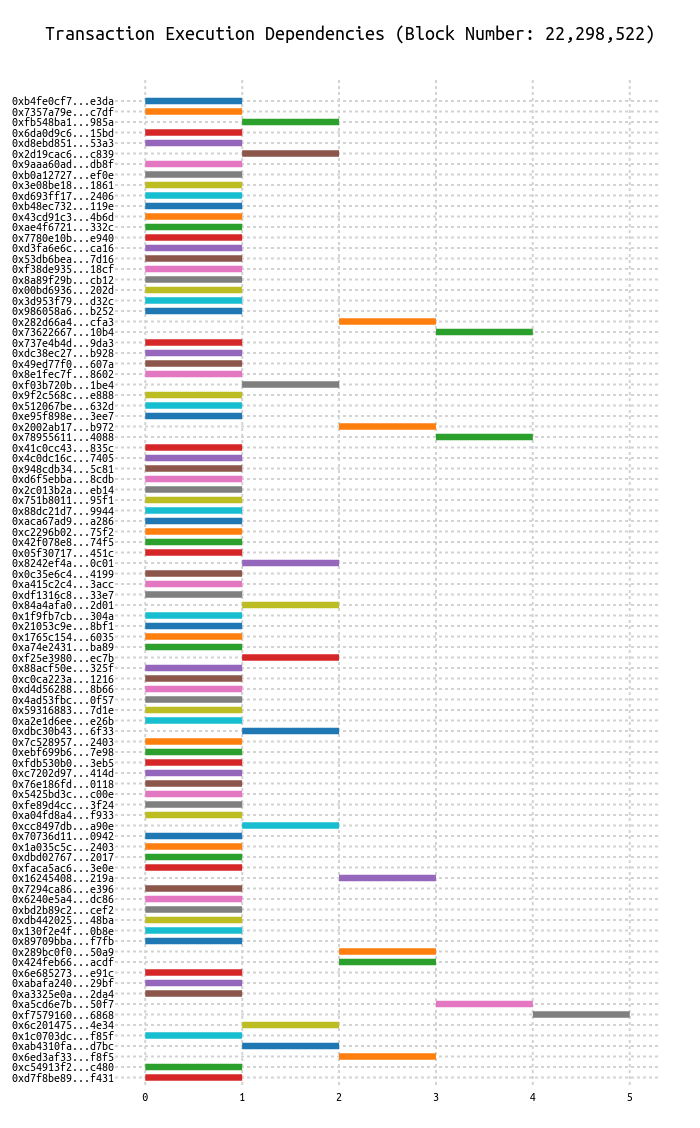 Transaction Execution Dependencies (Block Number: 22,298,522)
0xb4fe0cf7...e3da
0x7357a79e...c7df
0xfb548ba1...985a
0x6da0d9c6...15bd
0xd8ebd851...53a3
0x2d19cac6...c839
0x9aaa60ad...db8f
0xb0a12727...ef0e
0x3e08be18...1861
0xd693ff17...2406
0xb48ec732...119e
0x43cd91c3...4b6d
0xae4f6721...332c
0x7780e10b...e940
0xd3fa6e6c...ca16
0x53db6bea...7d16
0xf38de935...18cf
0x8a89f29b...cb12
0x00bd6936...202d
0x3d953f79...d32c
0x986058a6...b252
0x282d66a4...cfa3
0x73622667...10b4
0x737e4b4d...9da3
0xdc38ec27...b928
0x49ed77f0...607a
0x8e1fec7f...8602
0xf03b720b...1be4
0x9f2c568c...e888
0x512067be...632d
0xe95f898e...3ee7
0x2002ab17...b972
0x78955611...4088
0x41c0cc43...835c
0x4c0dc16c...7405
0x948cdb34...5c81
0xd6f5ebba...8cdb
0x2c013b2a...eb14
0x751b8011...95f1
0x88dc21d7...9944
0xaca67ad9...a286
0xc2296b02...75f2
0x42f078e8...74f5
0x05f30717...451c
0x8242ef4a...0c01
0x0c35e6c4...4199
0xa415c2c4...3acc
0xdf1316c8...33e7
0x84a4afa0...2d01
0x1f9fb7cb...304a
0x21053c9e...8bf1
0x1765c154...6035
0xa74e2431...ba89
0xf25e3980...ec7b
0x88acf50e...325f
0xc0ca223a...1216
0xd4d56288...8b66
0x4ad53fbc...0f57
0x59316883...7d1e
0xa2e1d6ee...e26b
0xdbc30b43...6f33
0x7c528957...2403
0xebf699b6...7e98
0xfdb530b0...3eb5
0xc7202d97...414d
0x76e186fd...0118
0x5425bd3c...c00e
0xfe89d4cc...3f24
0xa04fd8a4...f933
0xcc8497db...a90e
0x70736d11...0942
0x1a035c5c...2403
0xdbd02767...2017
0xfaca5ac6...3e0e
0x16245408...219a
0x7294ca86...e396
0x6240e5a4...dc86
0xbd2b89c2...cef2
0xdb442025...48ba
0x130f2e4f...0b8e
0x89709bba...f7fb
0x289bc0f0...50a9
0x424feb66...acdf
0x6e685273...e91c
0xabafa240...29bf
0xa3325e0a...2da4
0xa5cd6e7b...50f7
0xf7579160...6868
0x6c201475...4e34
0x1c0703dc...f85f
0xab4310fa...d7bc
0x6ed3af33...f8f5
0xc54913f2...c480
0xd7f8be89...f431
0 1 2 3 4 5